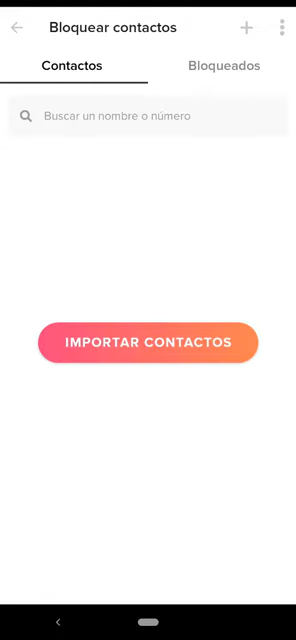 Bloquear contactos
Contactos
Bloqueados
Buscar un nombre o número
IMPORTAR CONTACTOS